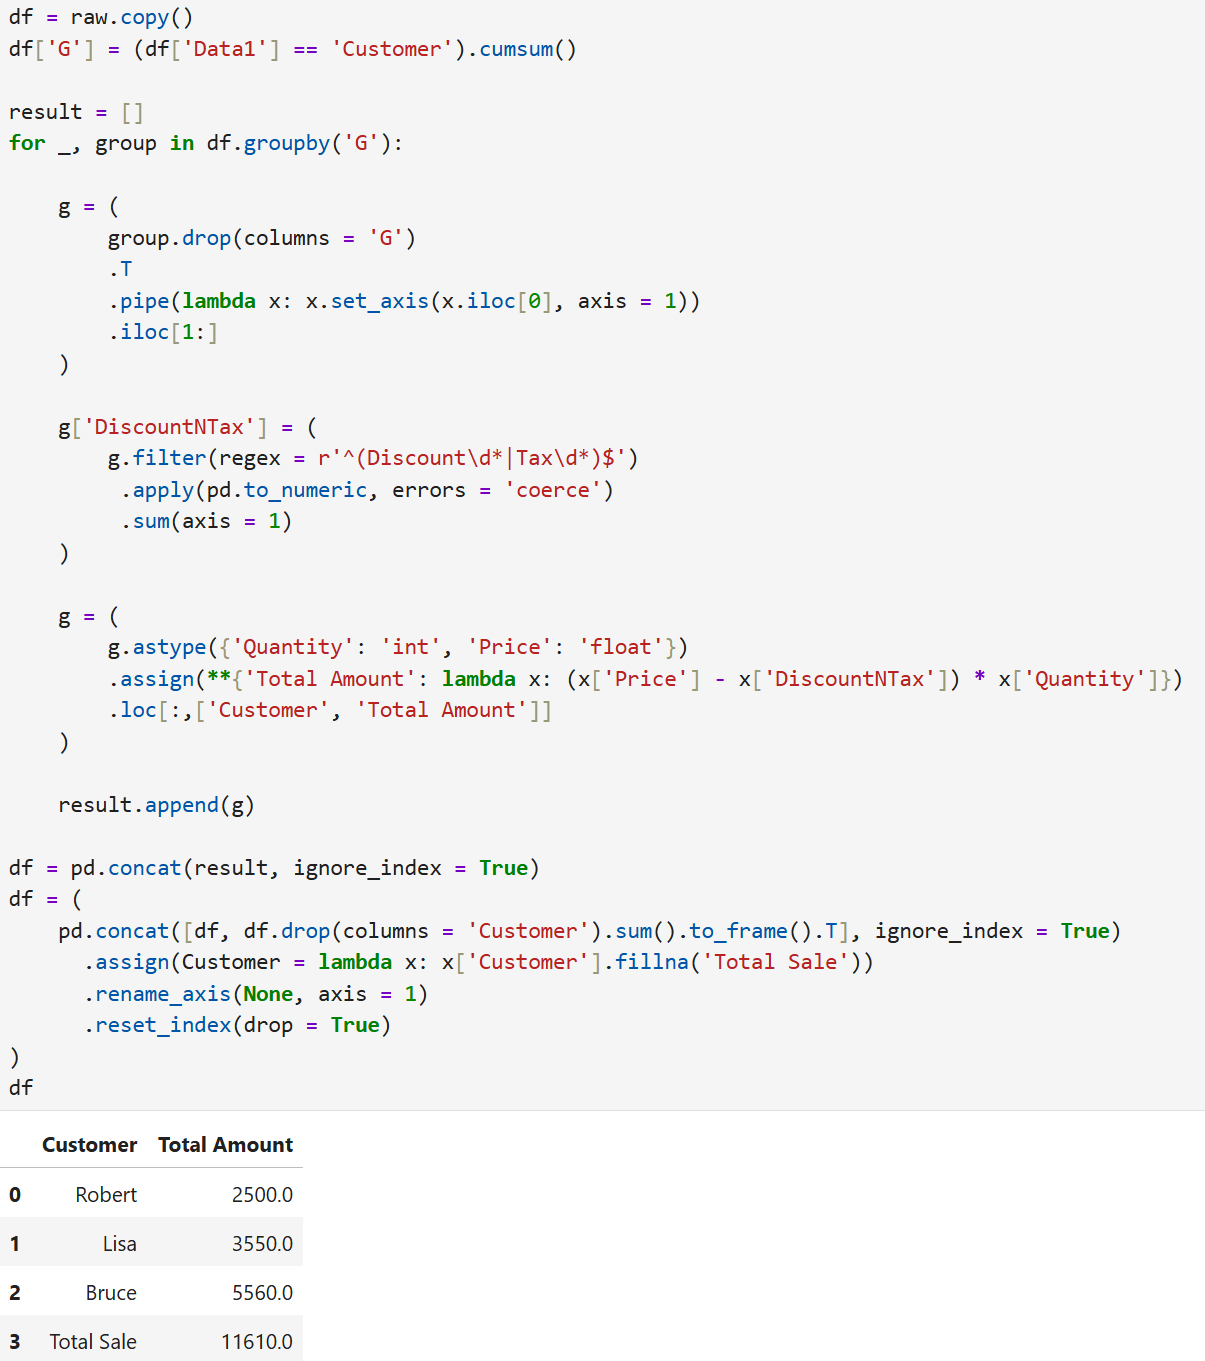 df = raw.copy()
df['G'] = (df['Data1'] == 'Customer').cumsum()
result = []
for _, group in df.groupby('G'):
    g = (
        group.drop(columns = 'G')
        .T
        .pipe(lambda x: x.set_axis(x.iloc[0], axis = 1))
        .iloc[1:]
    )
    g['DiscountNTax'] = (
        g.filter(regex = r'^(Discount\d*|Tax\d*)$')
         .apply(pd.to_numeric, errors = 'coerce')
         .sum(axis = 1)
    )
    g = (
        g.astype({'Quantity': 'int', 'Price': 'float'})
        .assign(**{'Total Amount': lambda x: (x['Price'] - x['DiscountNTax']) * x['Quantity']})
        .loc[:,['Customer', 'Total Amount']]
    )
    result.append(g)
df = pd.concat(result, ignore_index = True)
df = (
    pd.concat([df, df.drop(columns = 'Customer').sum().to_frame().T], ignore_index = True)
      .assign(Customer = lambda x: x['Customer'].fillna('Total Sale'))
      .rename_axis(None, axis = 1)
      .reset_index(drop = True)
)
df
Customer Total Amount
0 Robert 2500.0
1 Lisa 3550.0
2 Bruce 5560.0
3 Total Sale 11610.0